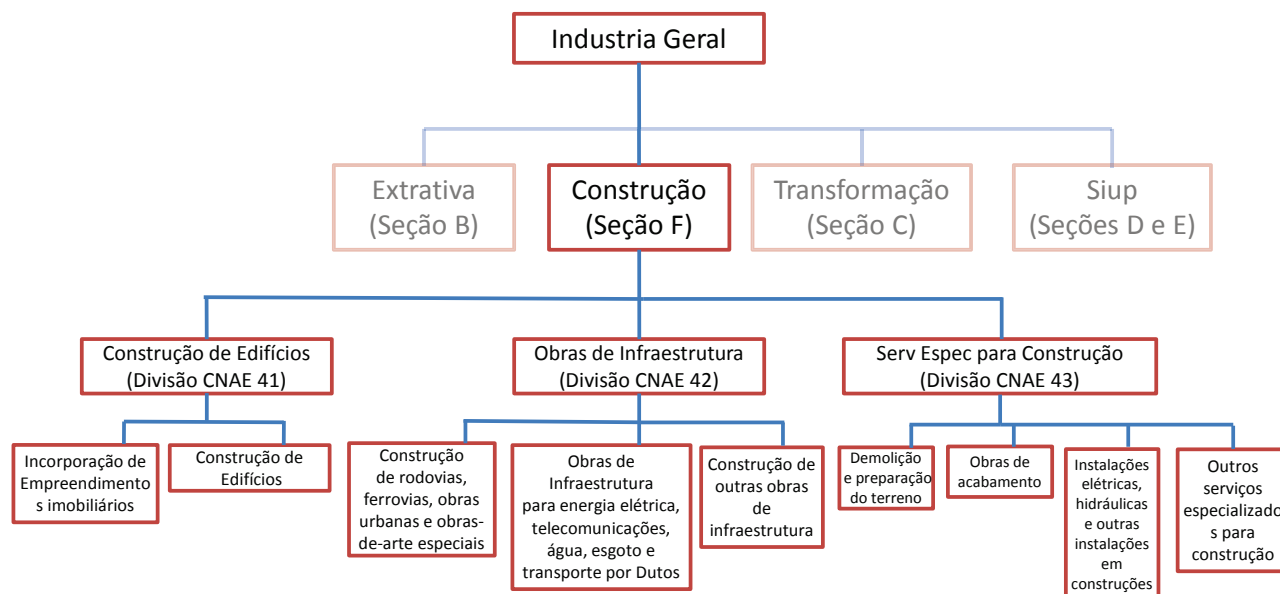 Industria Geral
Extrativa
(Seção B)
Construção
(Seção F)
Transformação
(Seção C)
Siup
(Seções D e E)
Construção de Edifícios
(Divisão CNAE 41)
Obras de Infraestrutura
(Divisão CNAE 42)
Serv Espec para Construção
(Divisão CNAE 43)
Incorporação de
Empreendimento
s imobiliários
Construção de
Edifícios
Construção
de rodovias,
ferrovias, obras
urbanas e obras-
de-arte especiais
Obras de
Infraestrutura
para energia elétrica,
telecomunicações,
água, esgoto e
transporte por Dutos
Construção de
outras obras
de
infraestrutura
Demolição
e preparação
do terreno
Obras de
acabamento
Instalações
elétricas,
hidráulicas
e outras
instalações
em
construções
Outros
serviços
especializado
s para
construção